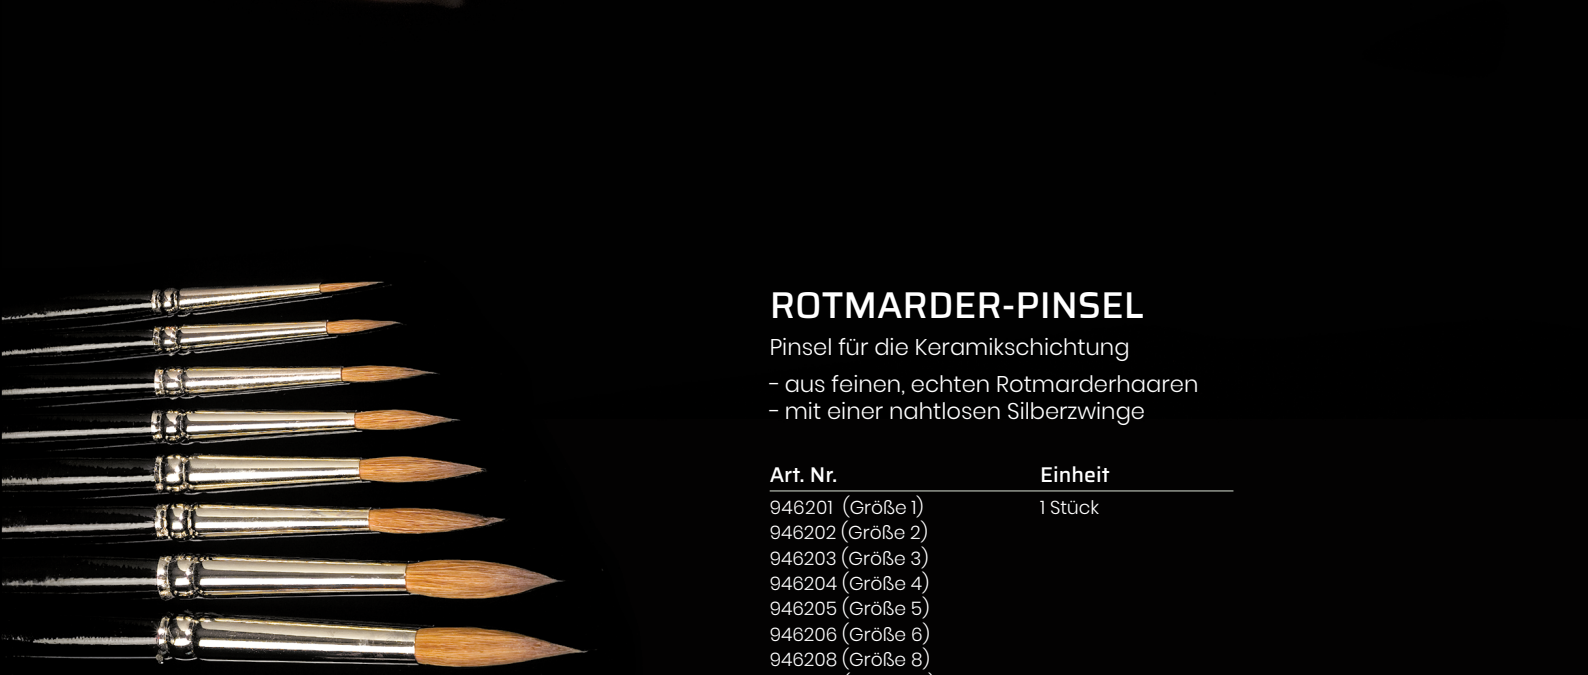 ROTMARDER-PINSEL
Pinsel für die Keramikschichtung
- aus feinen, echten Rotmarderhaaren
- mit einer nahtlosen Silberzwinge
Art. Nr. Einheit
946201 (Größe 1) 1 Stück
946202 (Größe 2)
946203 (Größe 3)
946204 (Größe 4)
946205 (Größe 5)
946206 (Größe 6)
946208 (Größe 8)